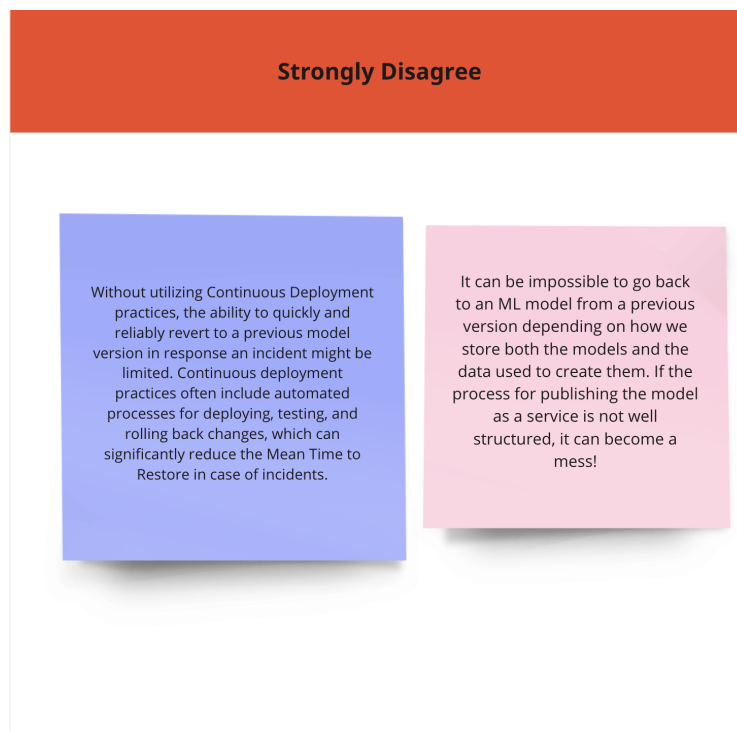 Strongly Disagree
Without utilizing Continuous Deployment
practices, the ability to quickly and
reliably revert to a previous model
version in response an incident might be
limited. Continuous deployment
practices often include automated
processes for deploying, testing, and
rolling back changes, which can
significantly reduce the Mean Time to
Restore in case of incidents.
It can be impossible to go back
to an ML model from a previous
version depending on how we
store both the models and the
data used to create them. If the
process for publishing the model
as a service is not well
structured, it can become a
mess!